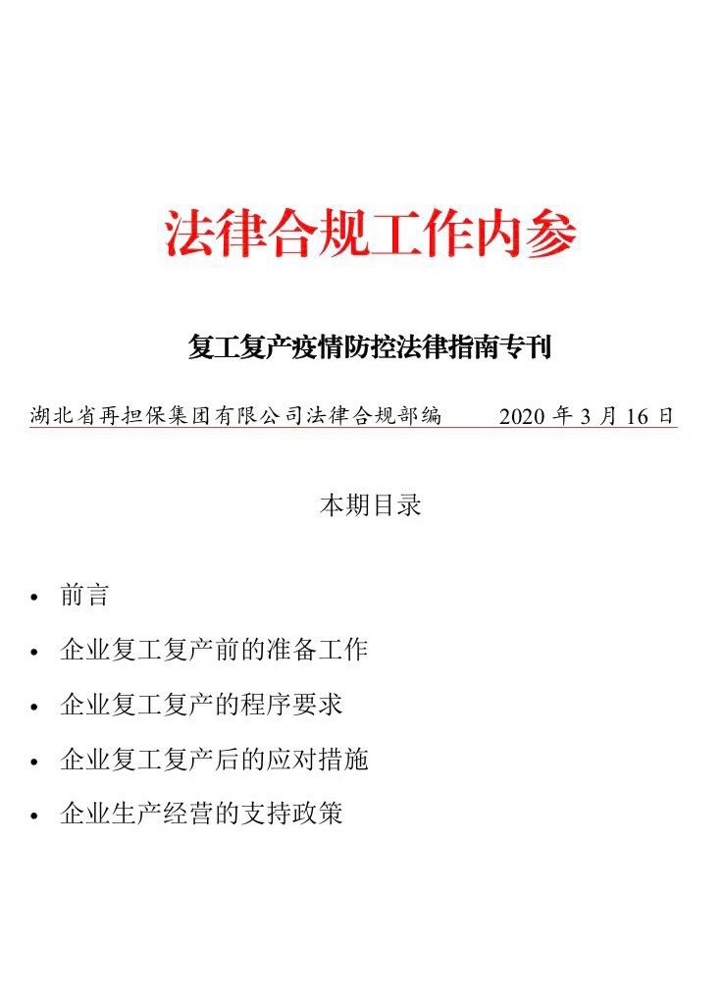 法律合规工作内参
复工复产疫情防控法律指南专刊
湖北省再担保集团有限公司法律合规部编 2020 年 3 月 16 日
本期目录
• 前言
• 企业复工复产前的准备工作
• 企业复工复产的程序要求
• 企业复工复产后的应对措施
• 企业生产经营的支持政策